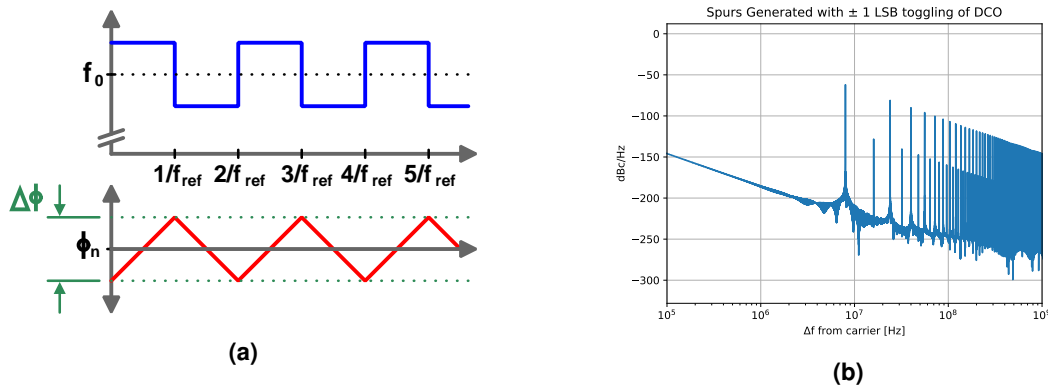 f0
1/fref 2/fref 3/fref 4/fref 5/fref
Δϕ
ϕn
(a)
Spurs Generated with ± 1 LSB toggling of DCO
0
−50
−100
−150
−200
−250
−300
dBc/Hz
10^5 10^6 10^7 10^8 10^9
Δf from carrier [Hz]
(b)